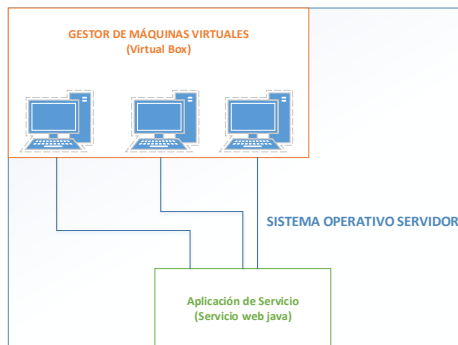 GESTOR DE MÁQUINAS VIRTUALES
(Virtual Box)
SISTEMA OPERATIVO SERVIDOR
Aplicación de Servicio
(Servicio web java)